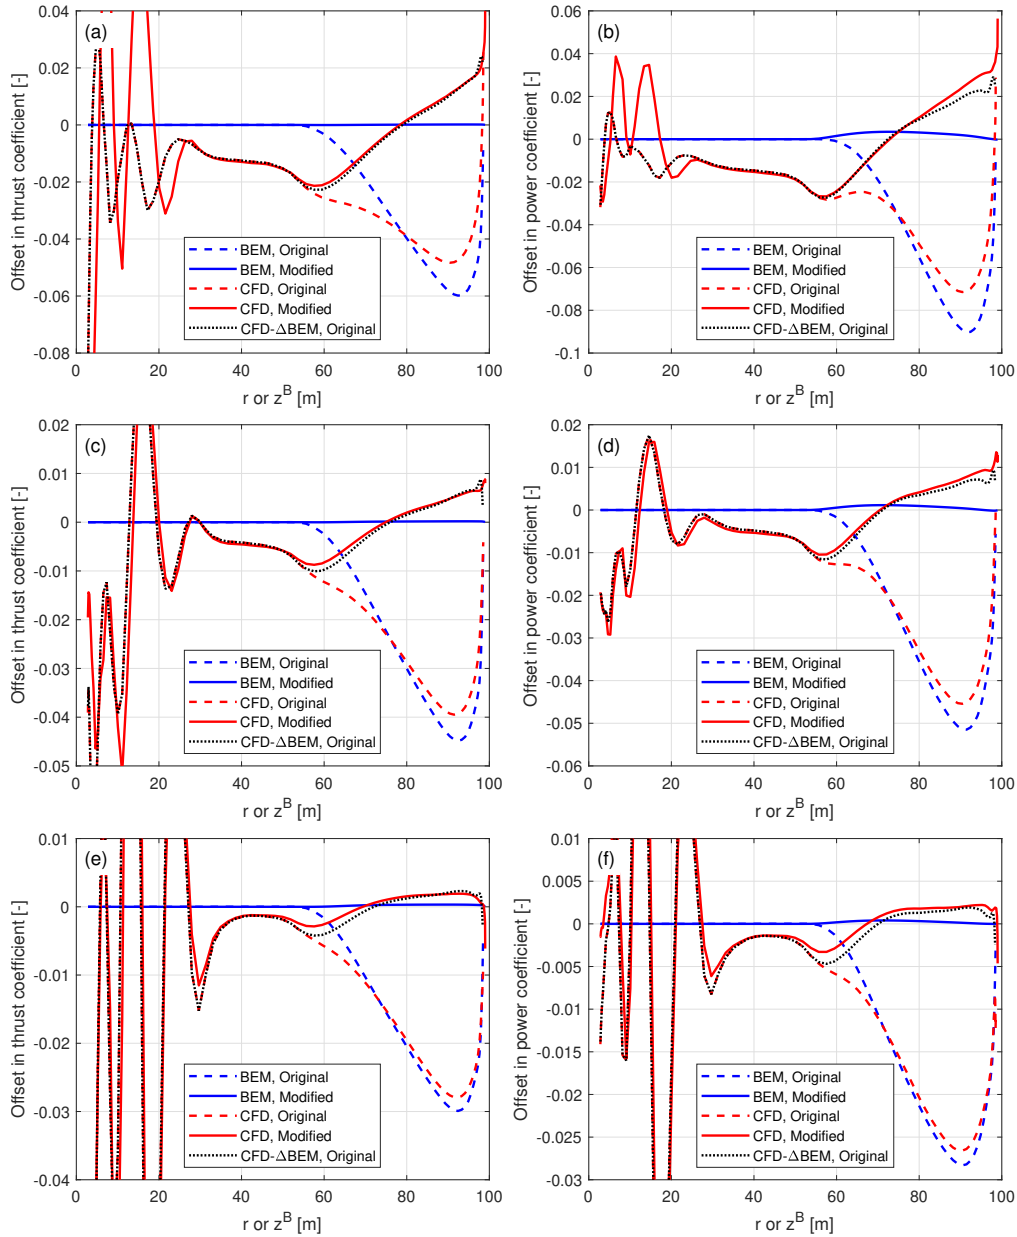 (a)
Offset in thrust coefficient [-]
0.04
0.02
0
-0.02
-0.04
-0.06
-0.08
BEM, Original
BEM, Modified
CFD, Original
CFD, Modified
CFD-ΔBEM, Original
0 20 40 60 80 100
r or z^B [m]
(b)
Offset in power coefficient [-]
0.06
0.04
0.02
0
-0.02
-0.04
-0.06
-0.08
-0.1
BEM, Original
BEM, Modified
CFD, Original
CFD, Modified
CFD-ΔBEM, Original
0 20 40 60 80 100
r or z^B [m]
(c)
Offset in thrust coefficient [-]
0.02
0.01
0
-0.01
-0.02
-0.03
-0.04
-0.05
BEM, Original
BEM, Modified
CFD, Original
CFD, Modified
CFD-ΔBEM, Original
0 20 40 60 80 100
r or z^B [m]
(d)
Offset in power coefficient [-]
0.02
0.01
0
-0.01
-0.02
-0.03
-0.04
-0.05
-0.06
BEM, Original
BEM, Modified
CFD, Original
CFD, Modified
CFD-ΔBEM, Original
0 20 40 60 80 100
r or z^B [m]
(e)
Offset in thrust coefficient [-]
0.01
0
-0.01
-0.02
-0.03
-0.04
BEM, Original
BEM, Modified
CFD, Original
CFD, Modified
CFD-ΔBEM, Original
0 20 40 60 80 100
r or z^B [m]
(f)
Offset in power coefficient [-]
0.01
0.005
0
-0.005
-0.01
-0.015
-0.02
-0.025
-0.03
BEM, Original
BEM, Modified
CFD, Original
CFD, Modified
CFD-ΔBEM, Original
0 20 40 60 80 100
r or z^B [m]